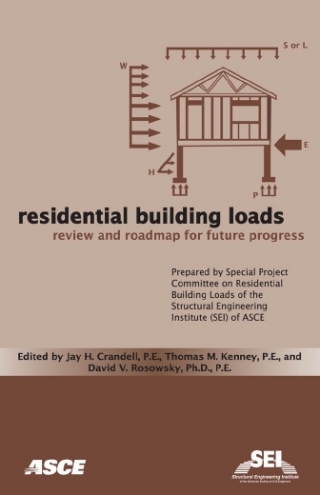 S or L
W
E
H
P
residential building loads
review and roadmap for future progress
Prepared by Special Project
Committee on Residential
Building Loads of the
Structural Engineering
Institute (SEI) of ASCE
Edited by Jay H. Crandell, P.E., Thomas M. Kenney, P.E., and
David V. Rosowsky, Ph.D., P.E.
ASCE
SEI
Structural Engineering Institute